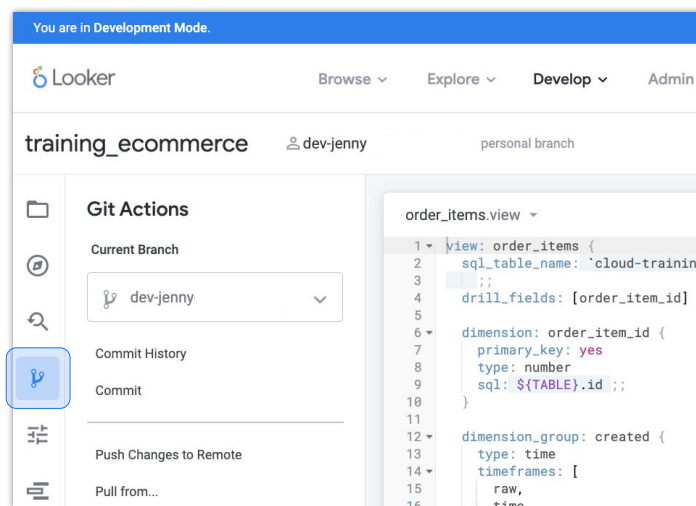 You are in Development Mode.
Looker
Browse
Explore
Develop
Admin
training_ecommerce
dev-jenny
personal branch
Git Actions
Current Branch
dev-jenny
Commit History
Commit
Push Changes to Remote
Pull from...
order_items.view
1 view: order_items {
2 sql_table_name: `cloud-trainin
3 ;;
4 drill_fields: [order_item_id]
5
6 dimension: order_item_id {
7 primary_key: yes
8 type: number
9 sql: ${TABLE}.id ;;
10 }
11
12 dimension_group: created {
13 type: time
14 timeframes: [
15 raw,
16 time